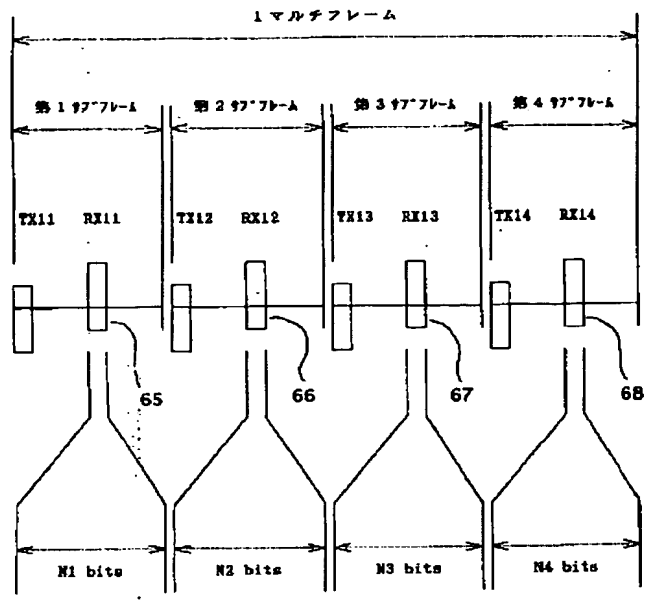 1マルチフレーム
第1サブフレーム 第2サブフレーム 第3サブフレーム 第4サブフレーム
TX11 RX11 TX12 RX12 TX13 RX13 TX14 RX14
65 66 67 68
N1 bits N2 bits N3 bits N4 bits